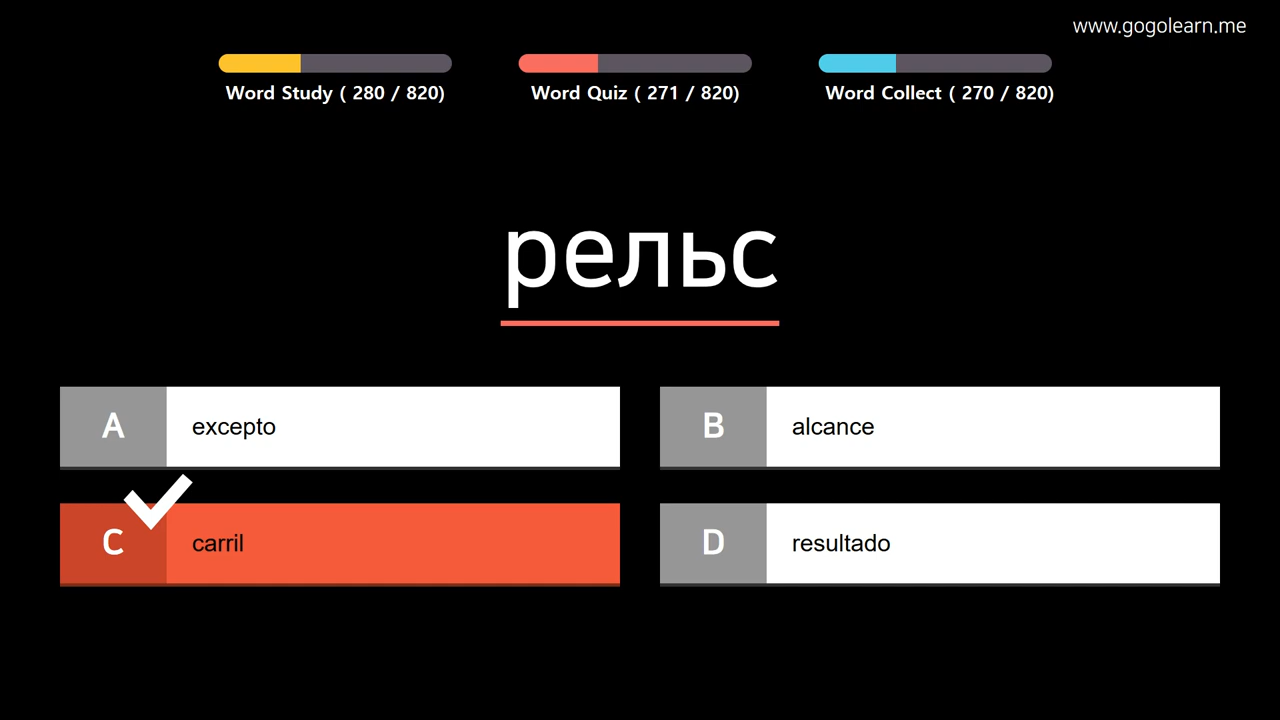 www.gogolearn.me
Word Study ( 280 / 820)
Word Quiz ( 271 / 820)
Word Collect ( 270 / 820)
рельс
A excepto
B alcance
C carril
D resultado